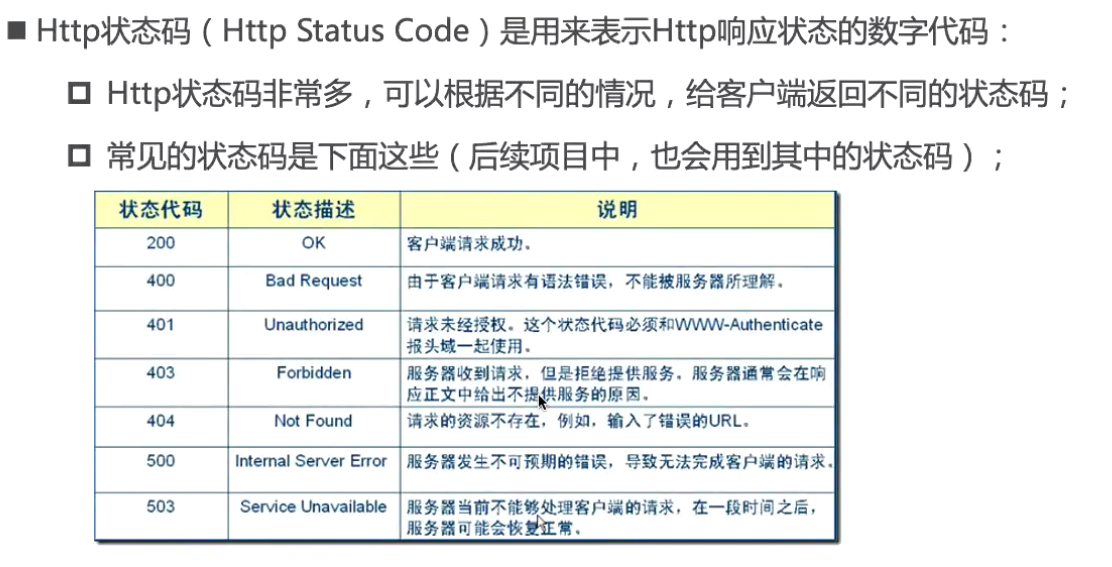 Http状态码（Http Status Code）是用来表示Http响应状态的数字代码：
Http状态码非常多，可以根据不同的情况，给客户端返回不同的状态码；
常见的状态码是下面这些（后续项目中，也会用到其中的状态码）；
状态代码 状态描述 说明
200 OK 客户端请求成功。
400 Bad Request 由于客户端请求有语法错误，不能被服务器所理解。
401 Unauthorized 请求未经授权。这个状态代码必须和WWW-Authenticate
报头域一起使用。
403 Forbidden 服务器收到请求，但是拒绝提供服务。服务器通常会在响
应正文中给出不提供服务的原因。
404 Not Found 请求的资源不存在，例如，输入了错误的URL。
500 Internal Server Error 服务器发生不可预期的错误，导致无法完成客户端的请求。
503 Service Unavailable 服务器当前不能够处理客户端的请求，在一段时间之后，
服务器可能会恢复正常。